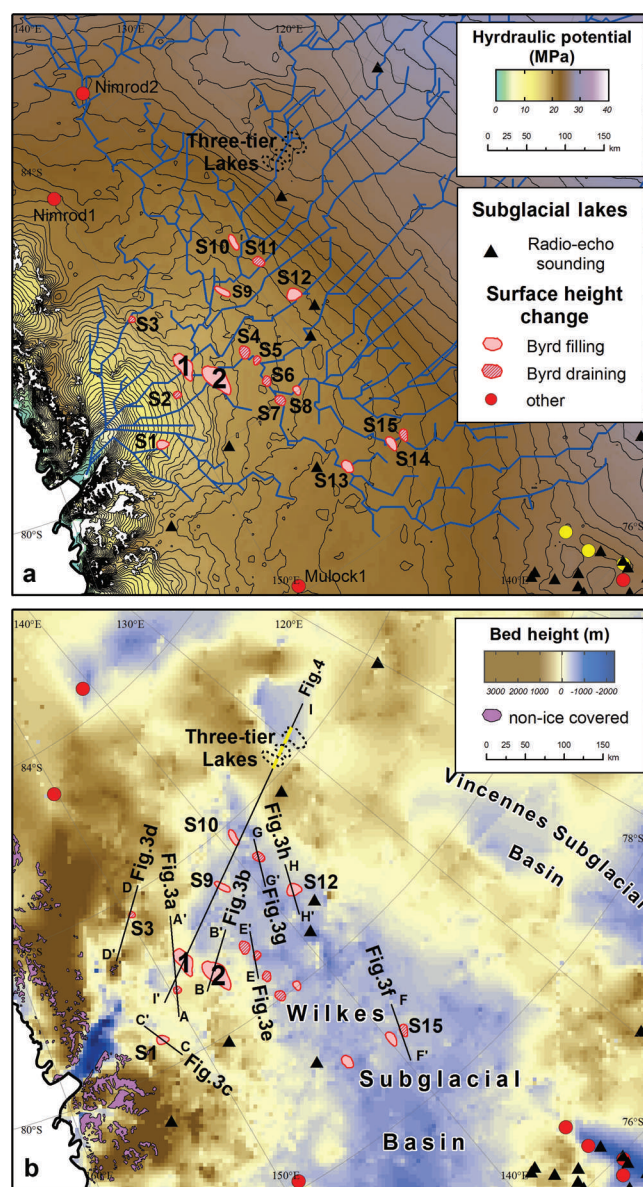 140°E
130°E
120°E
Hyrdraulic potential
(MPa)
0 10 20 30 40
0 25 50 100 150
km
Nimrod2
Three-tier
Lakes
84°S
Nimrod1
Subglacial lakes
Radio-echo
sounding
Surface height
change
Byrd filling
Byrd draining
other
S10
S11
S9
S12
S3
S4
S5
1
2
S6
S2
S7
S8
S1
S15
S14
S13
80°S
76°S
150°E
Mulock1
140°E
a
140°E
130°E
120°E
Bed height (m)
3000 2000 1000 0 -1000 -2000
non-ice covered
0 25 50 100 150
km
Fig.4
I
Three-tier
Lakes
84°S
Vincennes Subglacial
Basin
78°S
S10
G
Fig.3h
Fig.3d
Fig.3a
D
S9
H
S12
G'
Fig.3b
Fig.3g
A'
S3
H'
B'
E'
D'
1
2
B
E
Fig.3e
Fig.3f
F
I'
A
Wilkes
S15
C'
S1
C
Fig.3c
F'
Subglacial
Basin
80°S
76°S
160°E
150°E
140°E
b